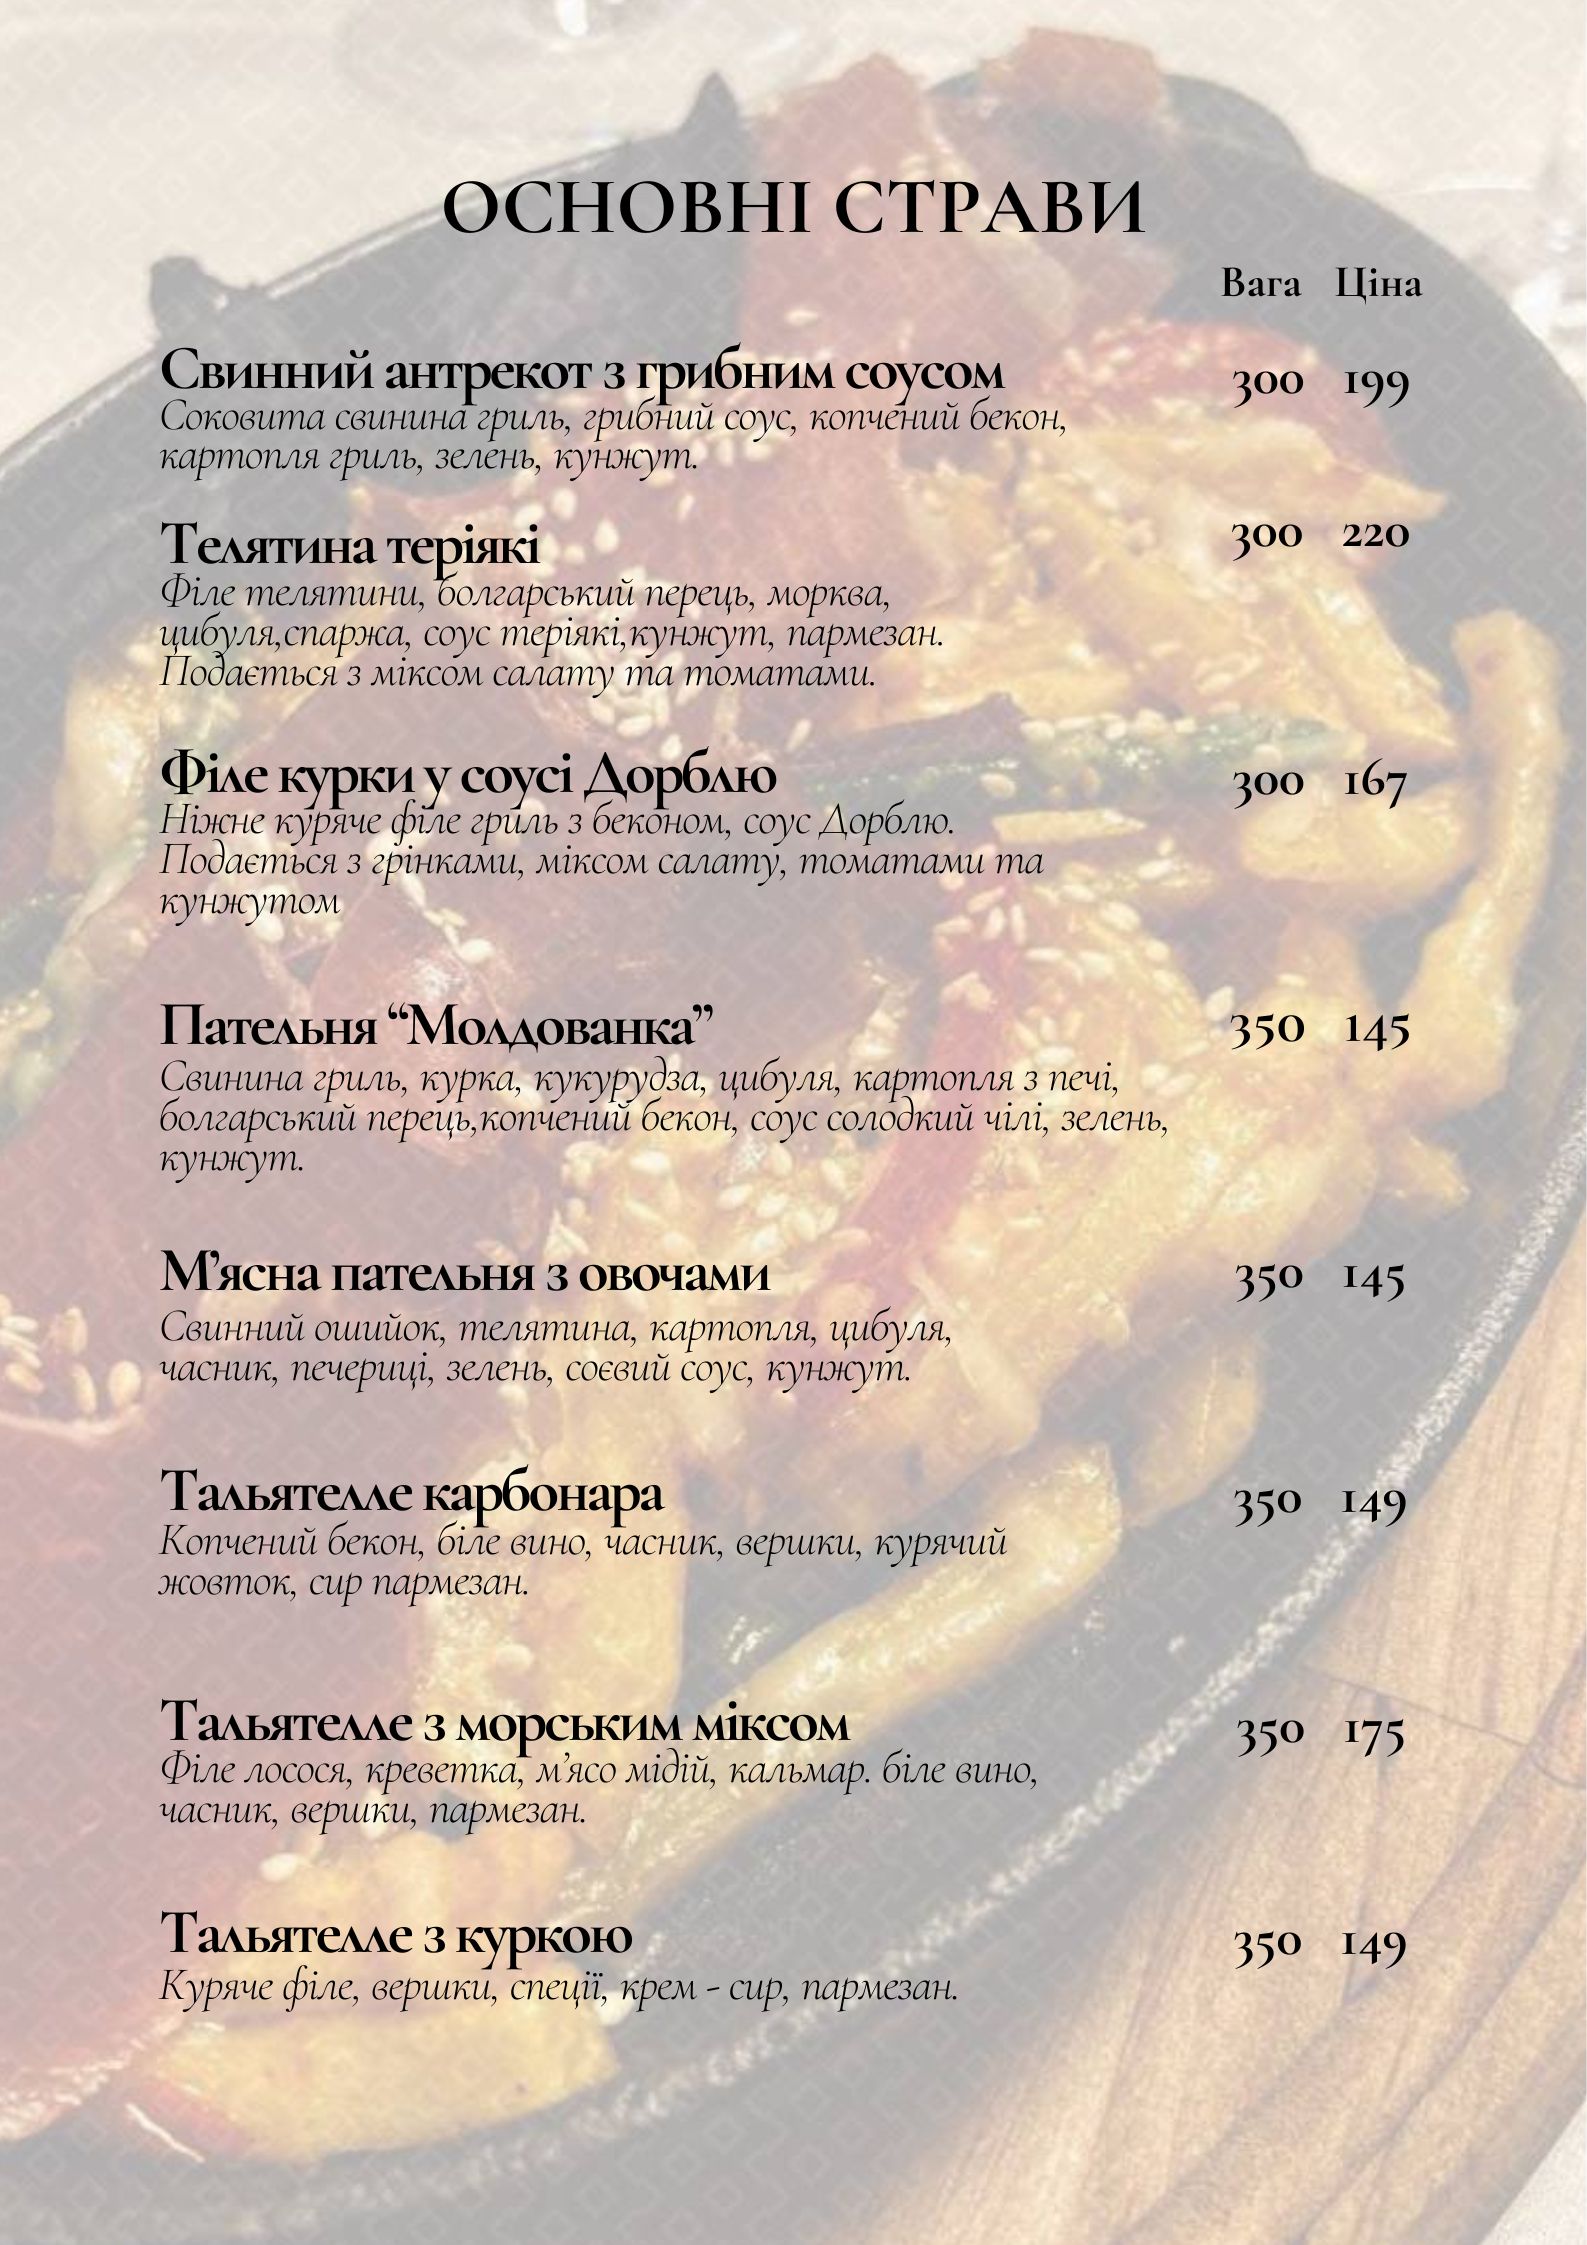 ОСНОВНІ СТРАВИ
Вага Ціна
Свинний антрекот з грибним соусом 300 199
Соковита свинина гриль, грибний соус, копчений бекон,
картопля гриль, зелень, кунжут.
Телятина теріякі 300 220
Філе телятини, болгарський перець, морква,
цибуля,спаржа, соус теріякі,кунжут, пармезан.
Подається з міксом салату та томатами.
Філе курки у соусі Дорблю 300 167
Ніжне куряче філе гриль з беконом, соус Дорблю.
Подається з грінками, міксом салату, томатами та
кунжутом
Пательня “Молдованка” 350 145
Свинина гриль, курка, кукурудза, цибуля, картопля з печі,
болгарський перець,копчений бекон, соус солодкий чілі, зелень,
кунжут.
М’ясна пательня з овочами 350 145
Свинний ошийок, телятина, картопля, цибуля,
часник, печериці, зелень, соєвий соус, кунжут.
Тальятелле карбонара 350 149
Копчений бекон, біле вино, часник, вершки, курячий
жовток, сир пармезан.
Тальятелле з морським міксом 350 175
Філе лосося, креветка, м’ясо мідій, кальмар. біле вино,
часник, вершки, пармезан.
Тальятелле з куркою 350 149
Куряче філе, вершки, спеції, крем - сир, пармезан.